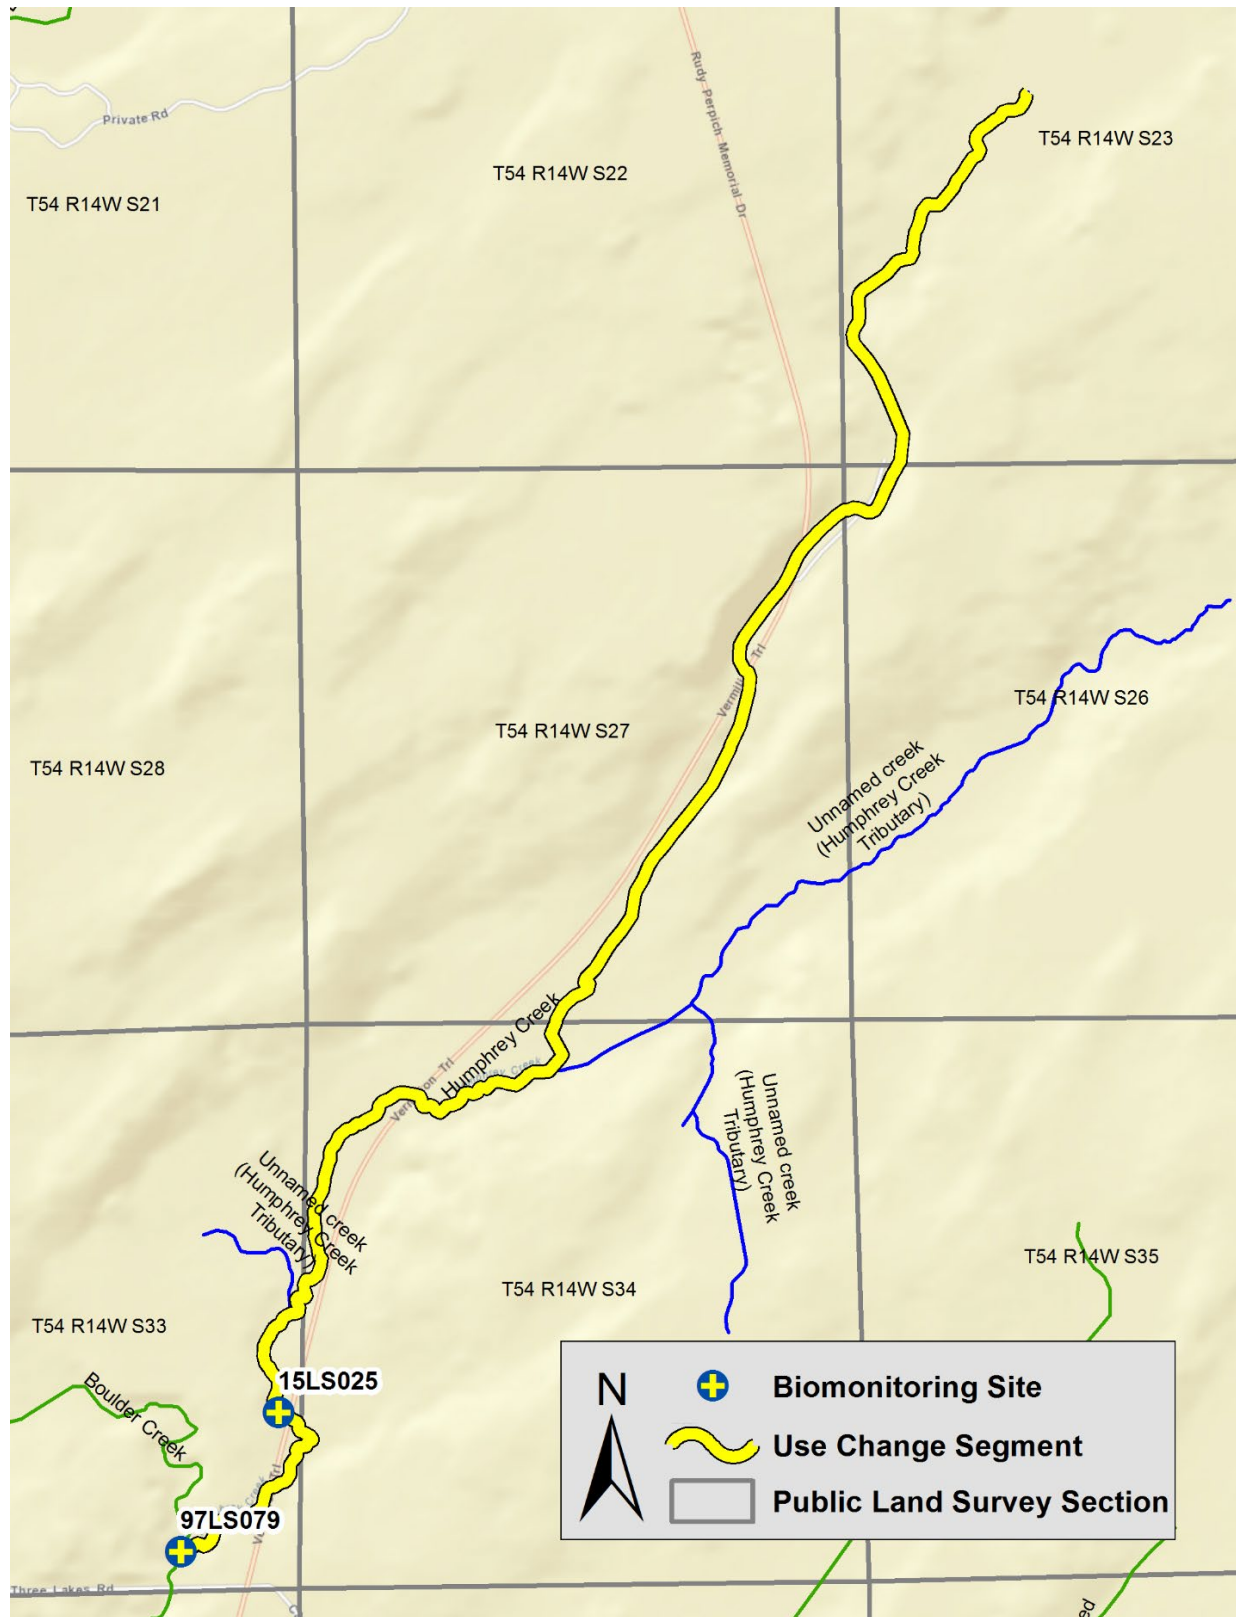 Private Rd
Rudy Perpich Memorial Dr
T54 R14W S23
T54 R14W S22
T54 R14W S21
T54 R14W S26
Trl
T54 R14W S27
T54 R14W S28
Unnamed creek
(Humphrey Creek
Tributary)
Humphrey Creek
Creek
Trl
Unnamed creek
(Humphrey Creek
Tributary)
Unnamed creek
(Humphrey Creek
Tributary)
T54 R14W S35
T54 R14W S34
T54 R14W S33
15LS025
Boulder Creek
Trl
97LS079
Three Lakes Rd
N
Biomonitoring Site
Use Change Segment
Public Land Survey Section